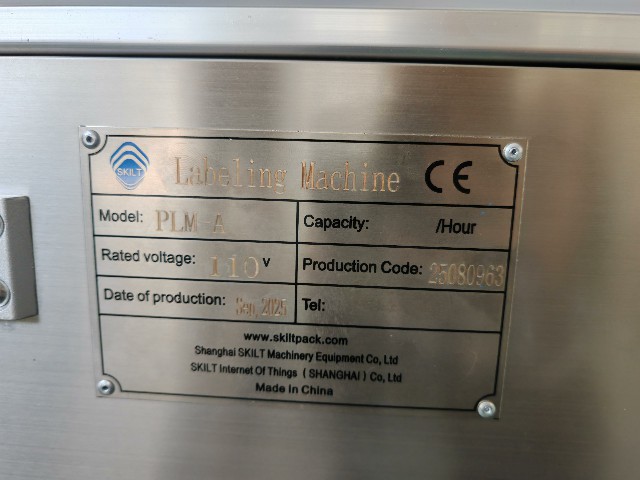 SKILT Labeling Machine CE
Model: PLM-A Capacity: /Hour
Rated voltage: 110 V Production Code: 25080963
Date of production: Sep, 2025 Tel:
www.skiltpack.com
Shanghai SKILT Machinery Equipment Co, Ltd
SKILT Internet Of Things ( SHANGHAI ) Co, Ltd
Made in China